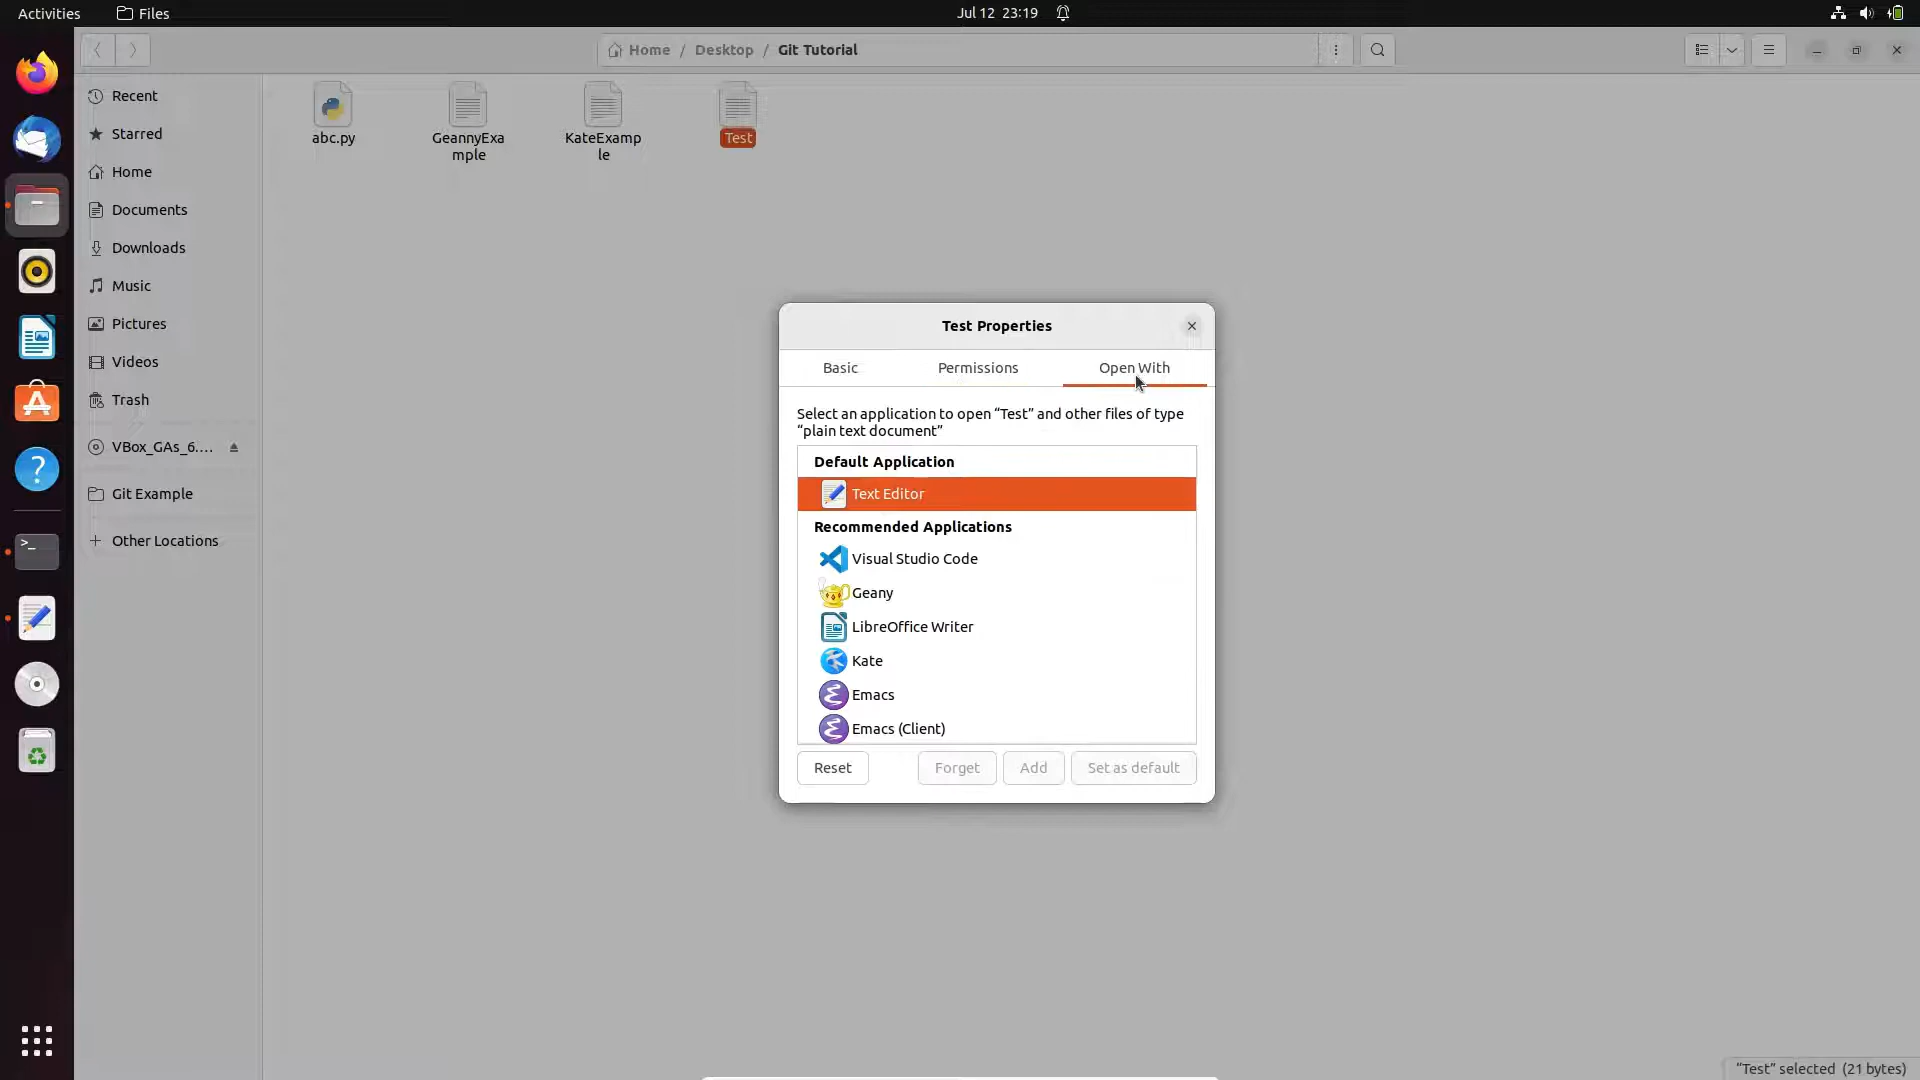 Activities
Files
Jul 12 23:19
Home / Desktop / Git Tutorial
Recent
Starred
Home
Documents
Downloads
Music
Pictures
Videos
Trash
VBox_GAs_6....
Git Example
Other Locations
abc.py
GeannyExa
mple
KateExamp
le
Test
Test Properties
Basic
Permissions
Open With
Select an application to open “Test” and other files of type
“plain text document”
Default Application
Text Editor
Recommended Applications
Visual Studio Code
Geany
LibreOffice Writer
Kate
Emacs
Emacs (Client)
Reset
Forget
Add
Set as default
“Test” selected (21 bytes)